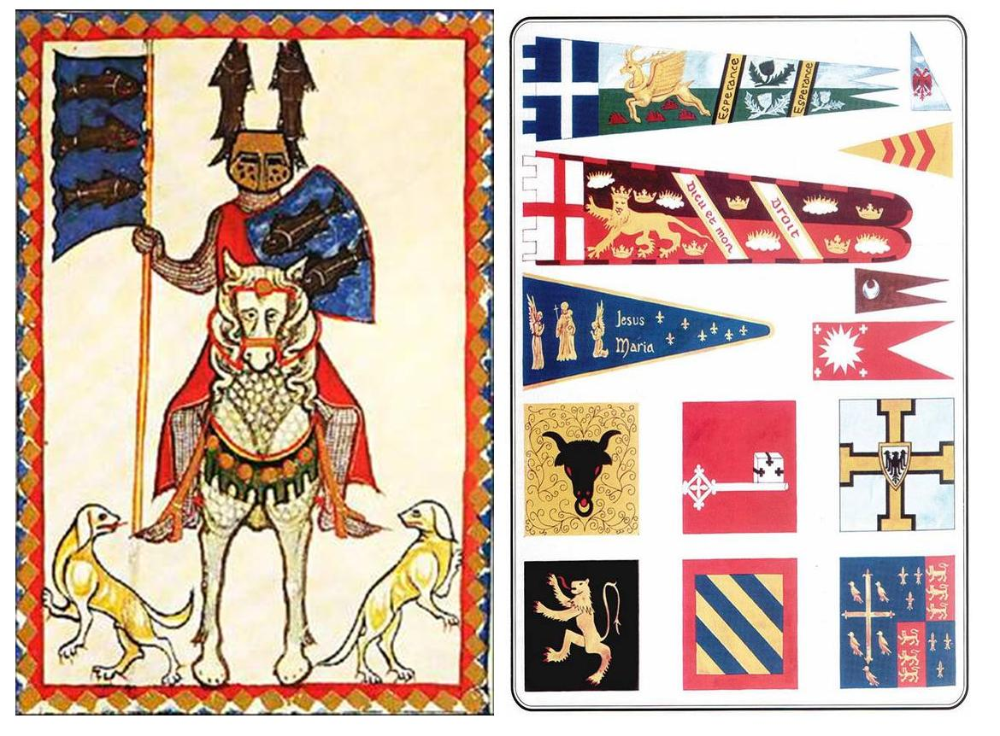 Esperance
Esperance
Dieu et mon
Droit
Jesus
Maria